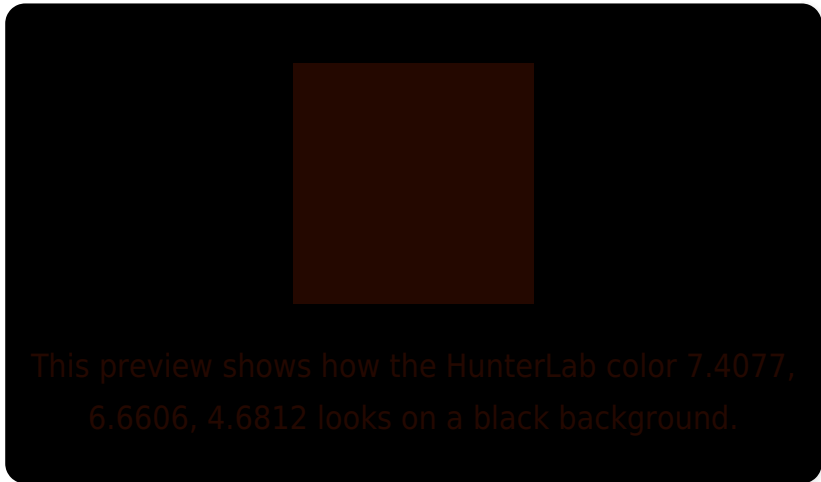 This preview shows how the HunterLab color 7.4077,
6.6606, 4.6812 looks on a black background.